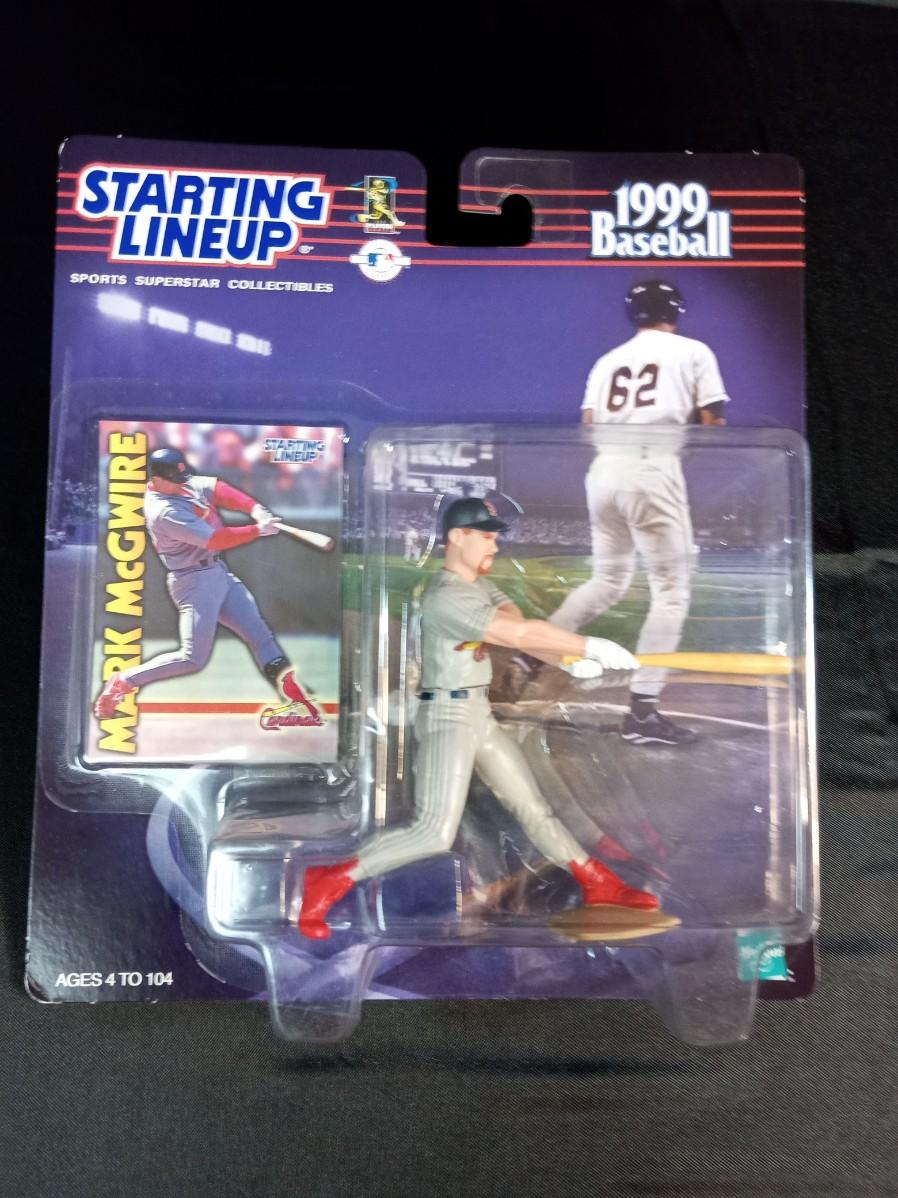 STARTING
LINEUP
®
SPORTS SUPERSTAR COLLECTIBLES
1999
Baseball
62
MARK McGWIRE
STARTING
LINEUP
Cardinals
AGES 4 TO 104